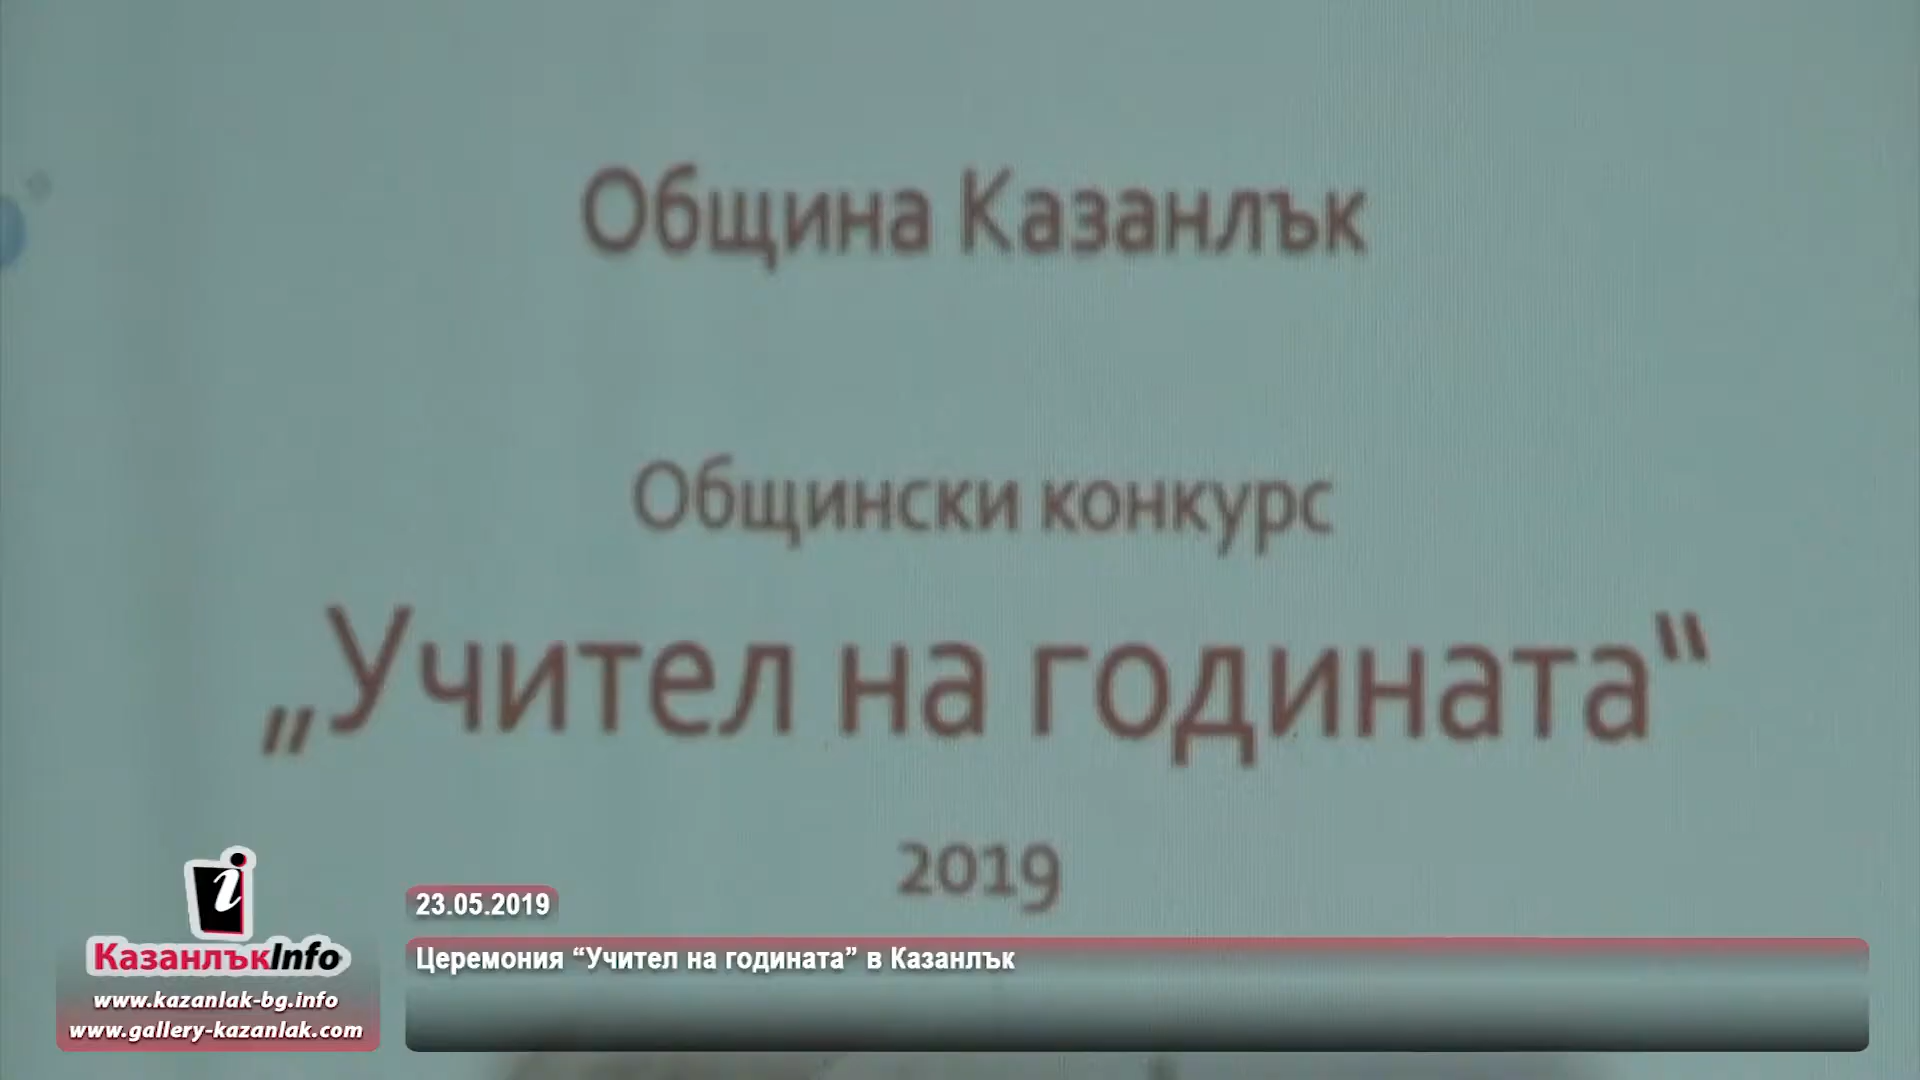 Община Казанлък
Общински конкурс
„Учител на годината“
2019
i
КазанлъкInfo
www.kazanlak-bg.info
www.gallery-kazanlak.com
23.05.2019
Церемония “Учител на годината” в Казанлък